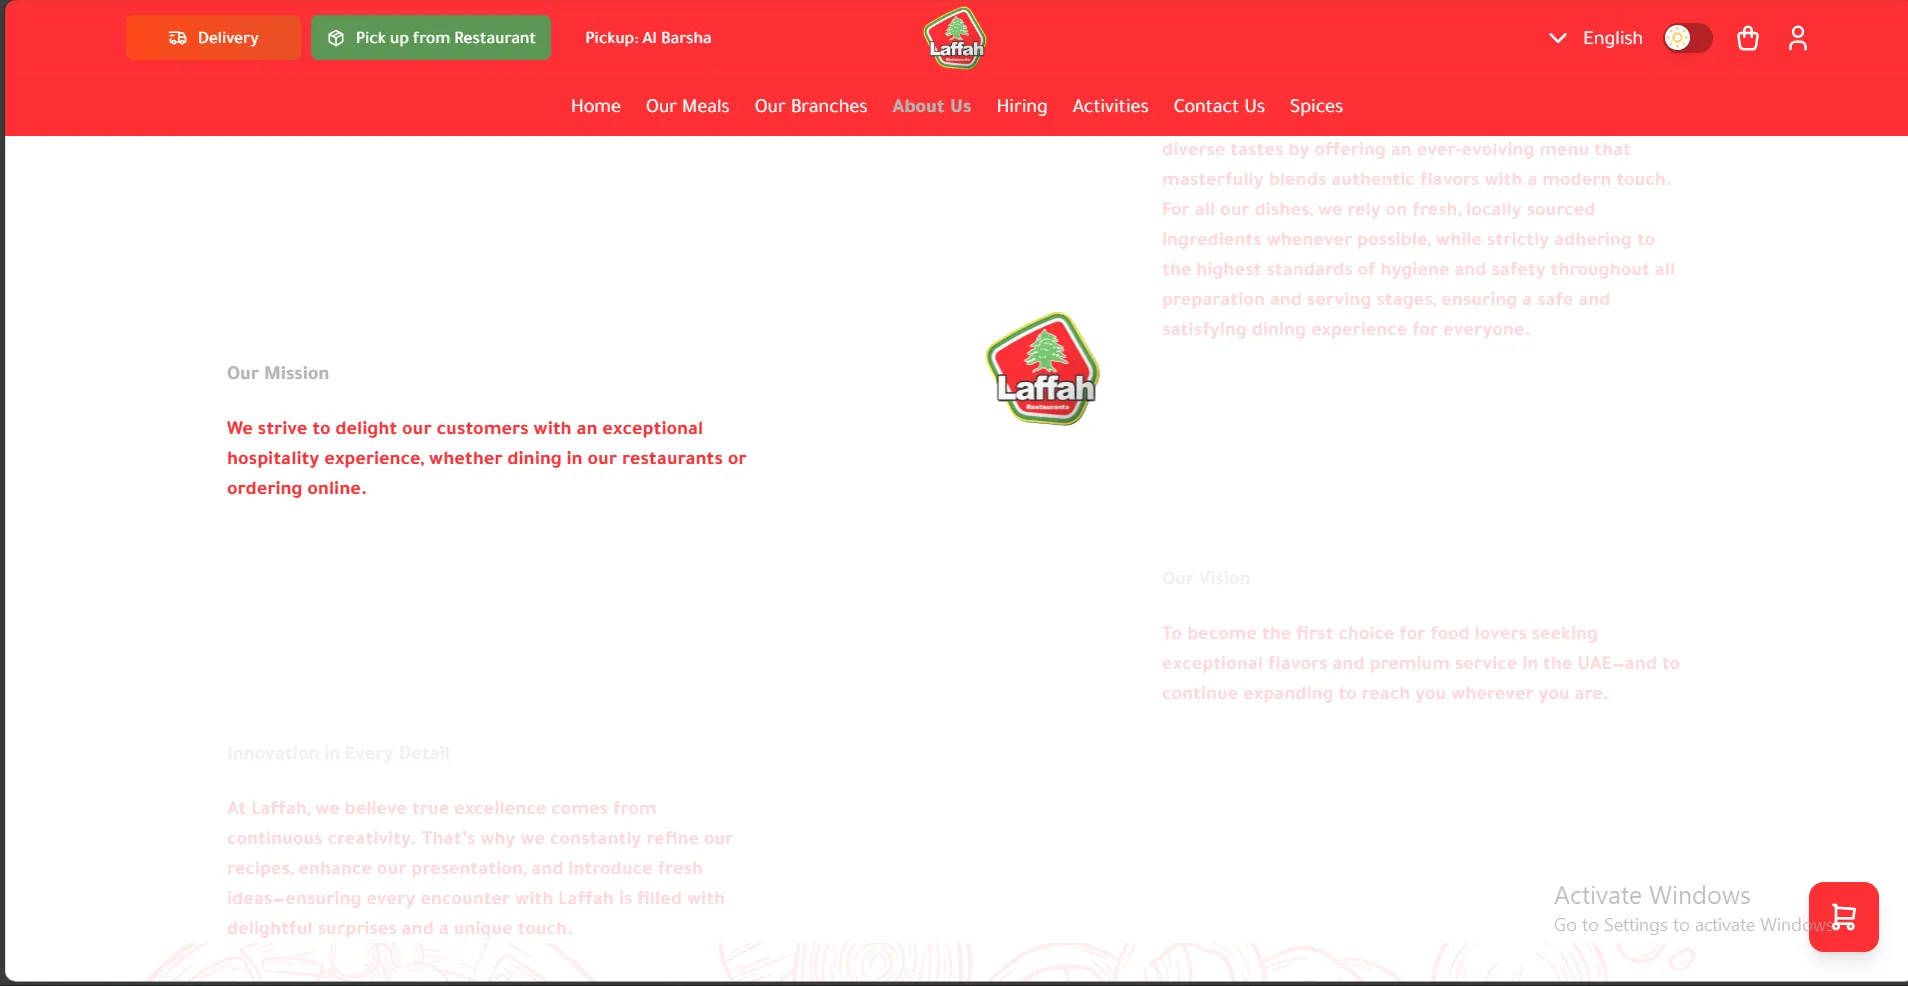 Delivery
Pick up from Restaurant
Pickup: Al Barsha
Laffah
Restaurants
English
Home
Our Meals
Our Branches
About Us
Hiring
Activities
Contact Us
Spices
diverse tastes by offering an ever-evolving menu that
masterfully blends authentic flavors with a modern touch.
For all our dishes, we rely on fresh, locally sourced
ingredients whenever possible, while strictly adhering to
the highest standards of hygiene and safety throughout all
preparation and serving stages, ensuring a safe and
satisfying dining experience for everyone.
Laffah
Restaurants
Our Mission
We strive to delight our customers with an exceptional
hospitality experience, whether dining in our restaurants or
ordering online.
Our Vision
To become the first choice for food lovers seeking
exceptional flavors and premium service in the UAE—and to
continue expanding to reach you wherever you are.
Innovation in Every Detail
At Laffah, we believe true excellence comes from
continuous creativity. That's why we constantly refine our
recipes, enhance our presentation, and introduce fresh
ideas—ensuring every encounter with Laffah is filled with
delightful surprises and a unique touch.
Activate Windows
Go to Settings to activate Windows